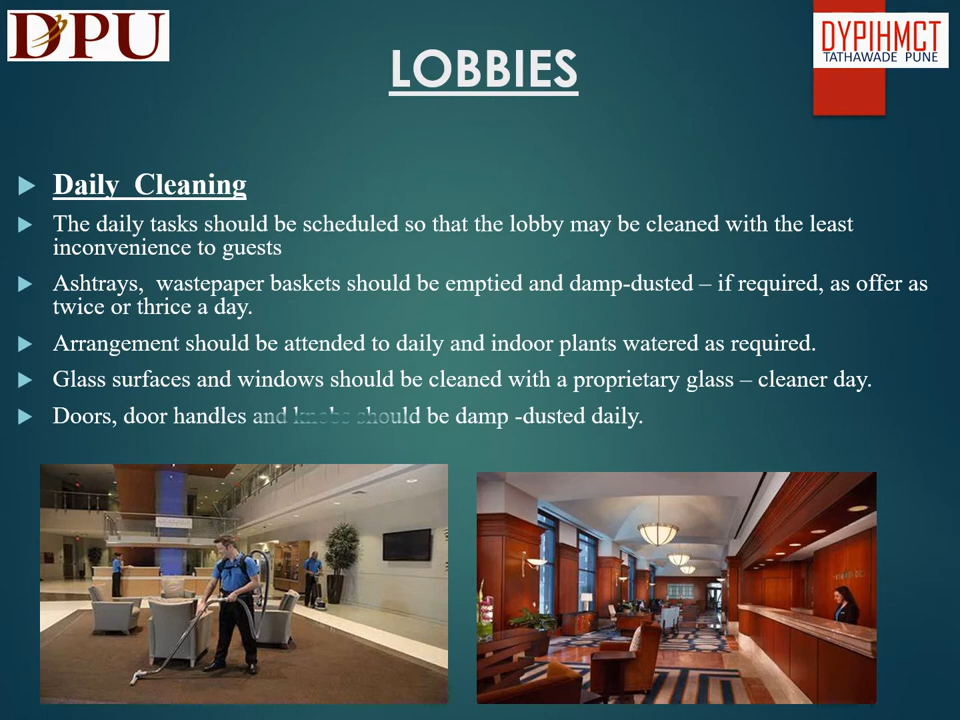 DPU
DYPIHMCT
TATHAWADE PUNE
LOBBIES
Daily Cleaning
The daily tasks should be scheduled so that the lobby may be cleaned with the least
inconvenience to guests
Ashtrays, wastepaper baskets should be emptied and damp-dusted – if required, as offer as
twice or thrice a day.
Arrangement should be attended to daily and indoor plants watered as required.
Glass surfaces and windows should be cleaned with a proprietary glass – cleaner day.
Doors, door handles and knobs should be damp -dusted daily.